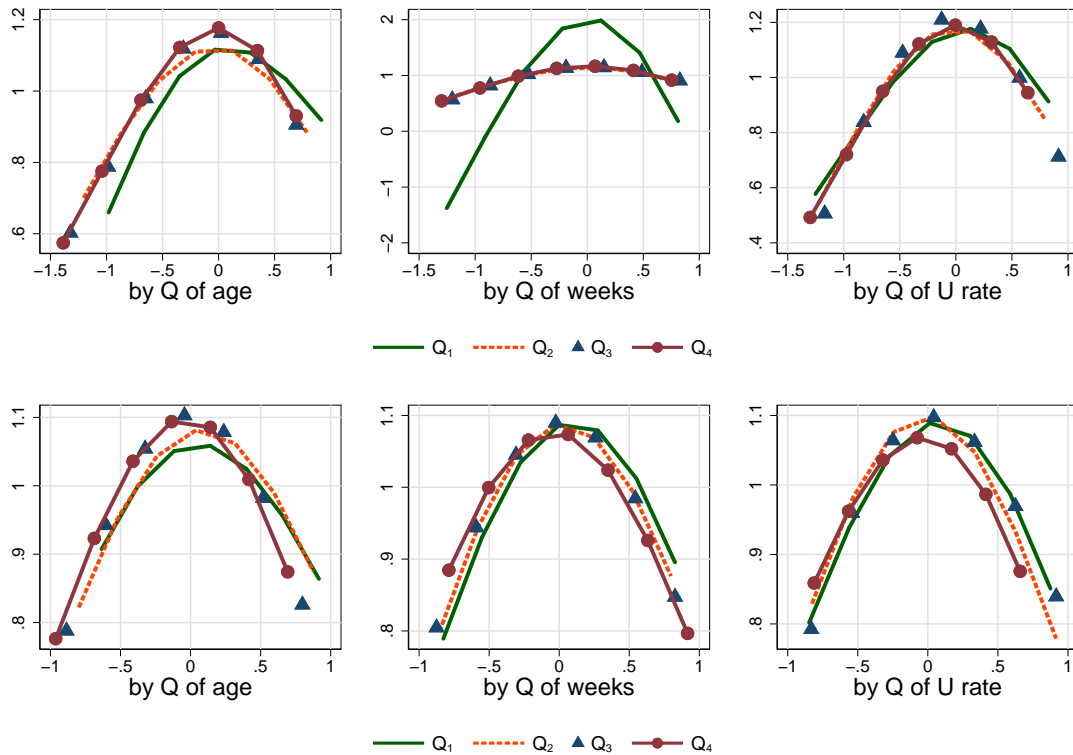 1.2
1
.8
.6
−1.5 −1 −.5 0 .5 1
by Q of age
2
1
0
−1
−2
−1.5 −1 −.5 0 .5 1
by Q of weeks
1.2
1
.8
.6
.4
−1.5 −1 −.5 0 .5 1
by Q of U rate
Q₁ Q₂ Q₃ Q₄
1.1
1
.9
.8
−1 −.5 0 .5 1
by Q of age
1.1
1
.9
.8
−1 −.5 0 .5 1
by Q of weeks
1.1
1
.9
.8
−1 −.5 0 .5 1
by Q of U rate
Q₁ Q₂ Q₃ Q₄